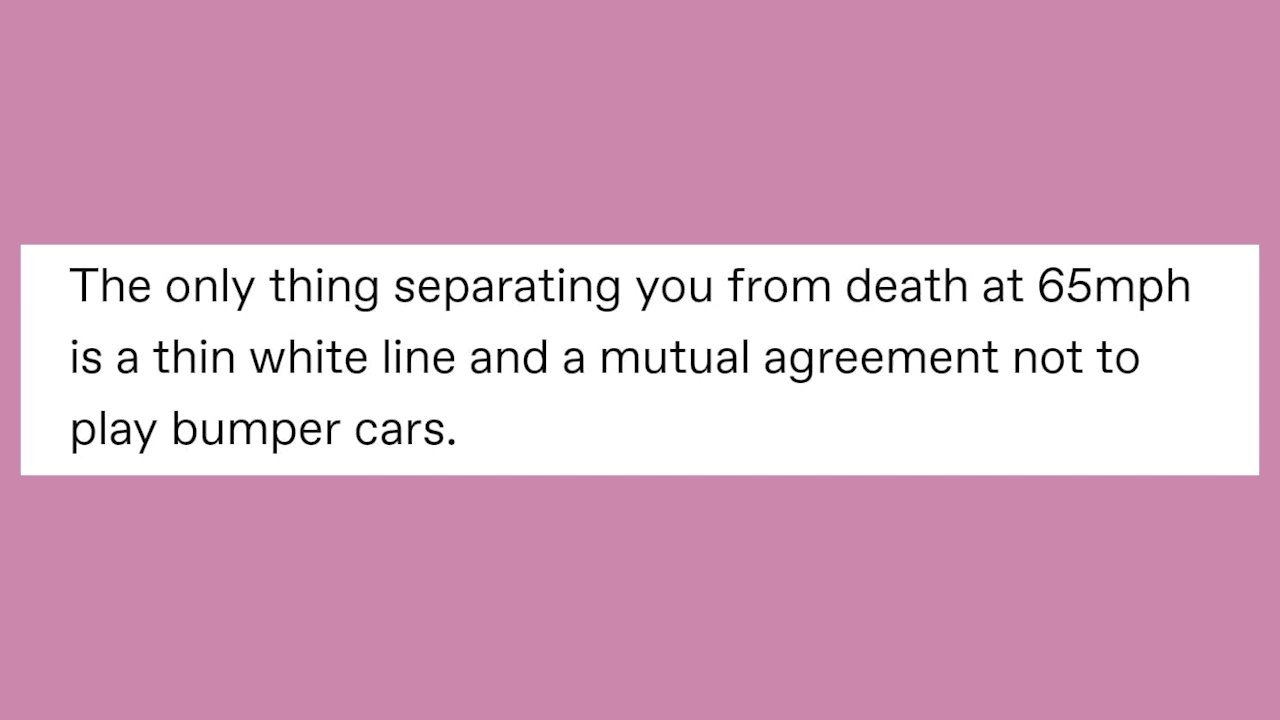 The only thing separating you from death at 65mph
is a thin white line and a mutual agreement not to
play bumper cars.